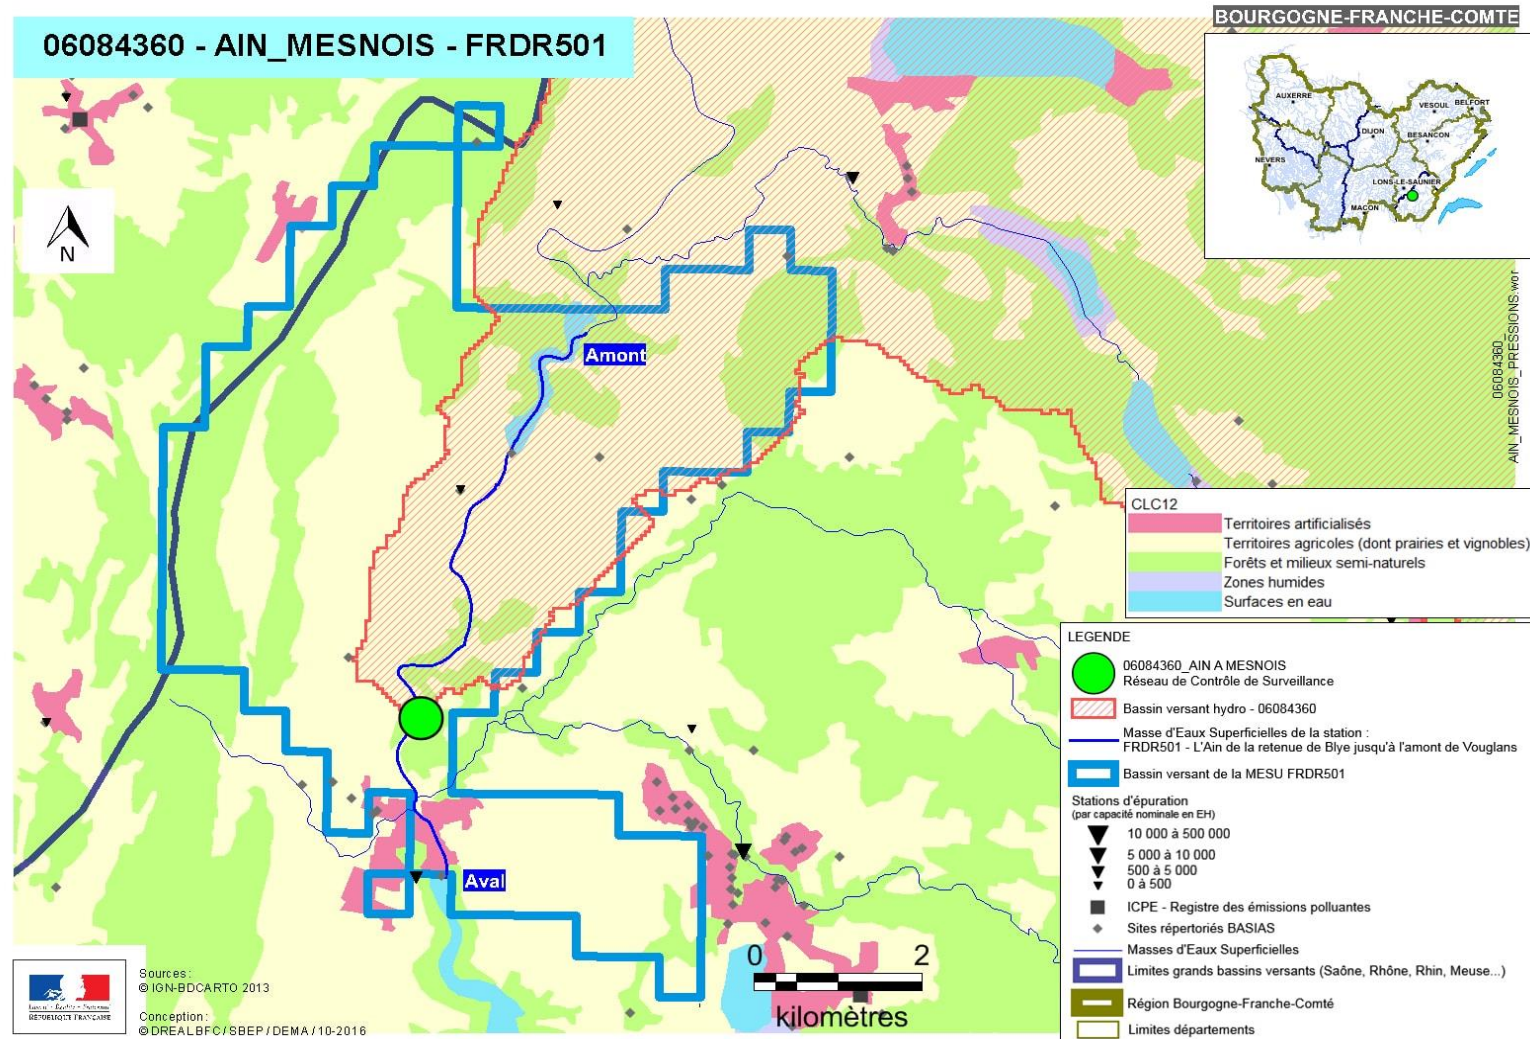 06084360 - AIN_MESNOIS - FRDR501
BOURGOGNE-FRANCHE-COMTE
AUXERRE
VESOUL
BELFORT
DIJON
BESANCON
NEVERS
LONS-LE-SAUNIER
MACON
N
06084360_
AIN_MESNOIS_PRESSIONS.wor
Amont
Aval
CLC12
Territoires artificialisés
Territoires agricoles (dont prairies et vignobles)
Forêts et milieux semi-naturels
Zones humides
Surfaces en eau
LEGENDE
06084360_AIN A MESNOIS
Réseau de Contrôle de Surveillance
Bassin versant hydro - 06084360
Masse d'Eaux Superficielles de la station :
FRDR501 - L'Ain de la retenue de Blye jusqu'à l'amont de Vouglans
Bassin versant de la MESU FRDR501
Stations d'épuration
(par capacité nominale en EH)
10 000 à 500 000
5 000 à 10 000
500 à 5 000
0 à 500
ICPE - Registre des émissions polluantes
Sites répertoriés BASIAS
Masses d'Eaux Superficielles
Limites grands bassins versants (Saône, Rhône, Rhin, Meuse...)
Région Bourgogne-Franche-Comté
Limites départements
0 2
kilomètres
Liberté • Égalité • Fraternité
RÉPUBLIQUE FRANÇAISE
Sources :
© IGN-BDCARTO 2013
Conception :
© DREALBFC / SBEP / DEMA / 10-2016